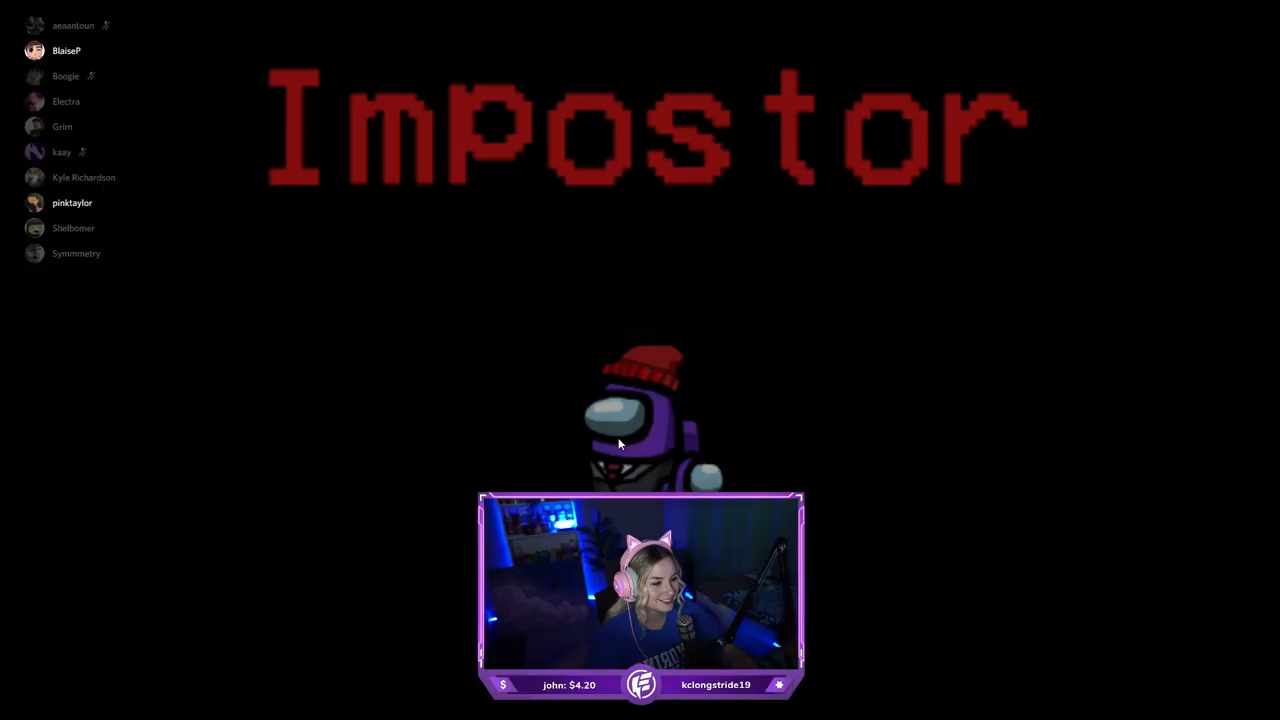 aeaantoun
BlaiseP
Boogie
Electra
Grim
kaay
Kyle Richardson
pinktaylor
Shelbomer
Symmmetry
Impostor
$ john: $4.20
kclongstride19